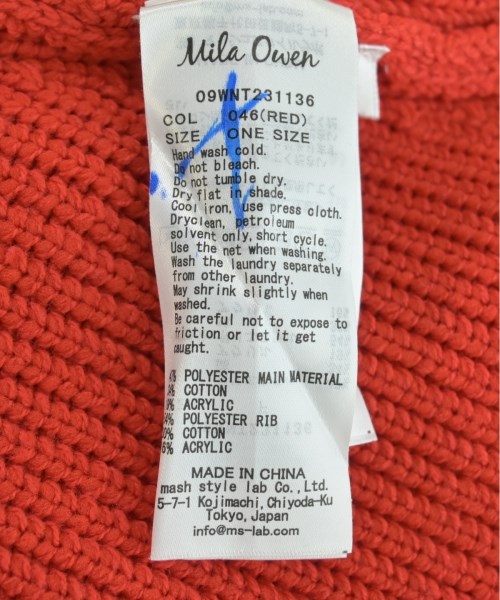 Mila Owen
09WNT231136
COL 046(RED)
SIZE ONE SIZE
Hand wash cold.
Do not bleach.
Do not tumble dry.
Dry flat in shade.
Cool iron, use press cloth.
Dryclean, petroleum
solvent only, short cycle.
Use the net when washing.
Wash the laundry separately
from other laundry.
May shrink slightly when
washed.
Be careful not to expose to
friction or let it get
caught.
% POLYESTER MAIN MATERIAL
% COTTON
% ACRYLIC
4% POLYESTER RIB
0% COTTON
6% ACRYLIC
MADE IN CHINA
mash style lab Co.,Ltd.
5-7-1 Kojimachi,Chiyoda-Ku
Tokyo,Japan
info@ms-lab.com